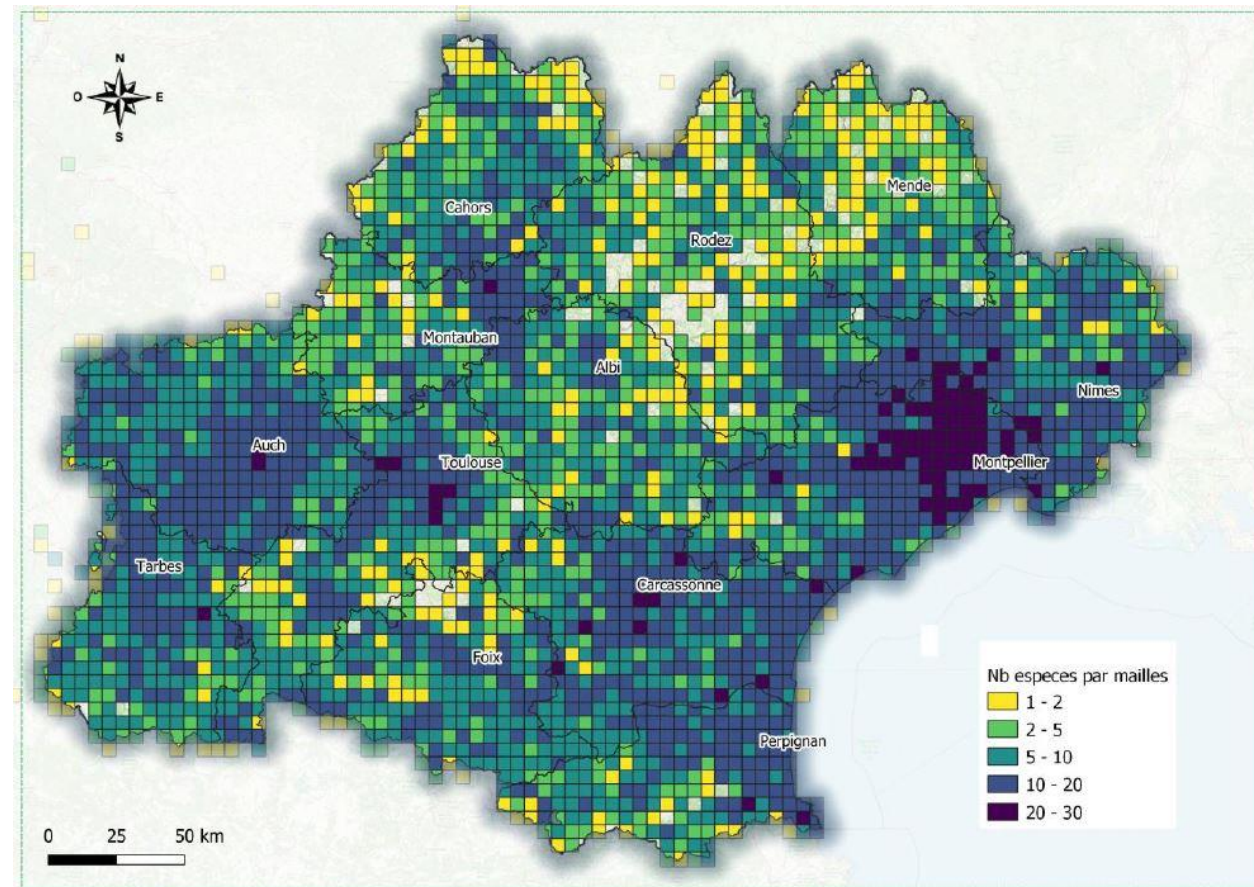 N
O
E
S
Cahors
Mende
Rodez
Montauban
Albi
Nimes
Auch
Toulouse
Montpellier
Tarbes
Carcassonne
Foix
Perpignan
Nb especes par mailles
1 - 2
2 - 5
5 - 10
10 - 20
20 - 30
0 25 50 km